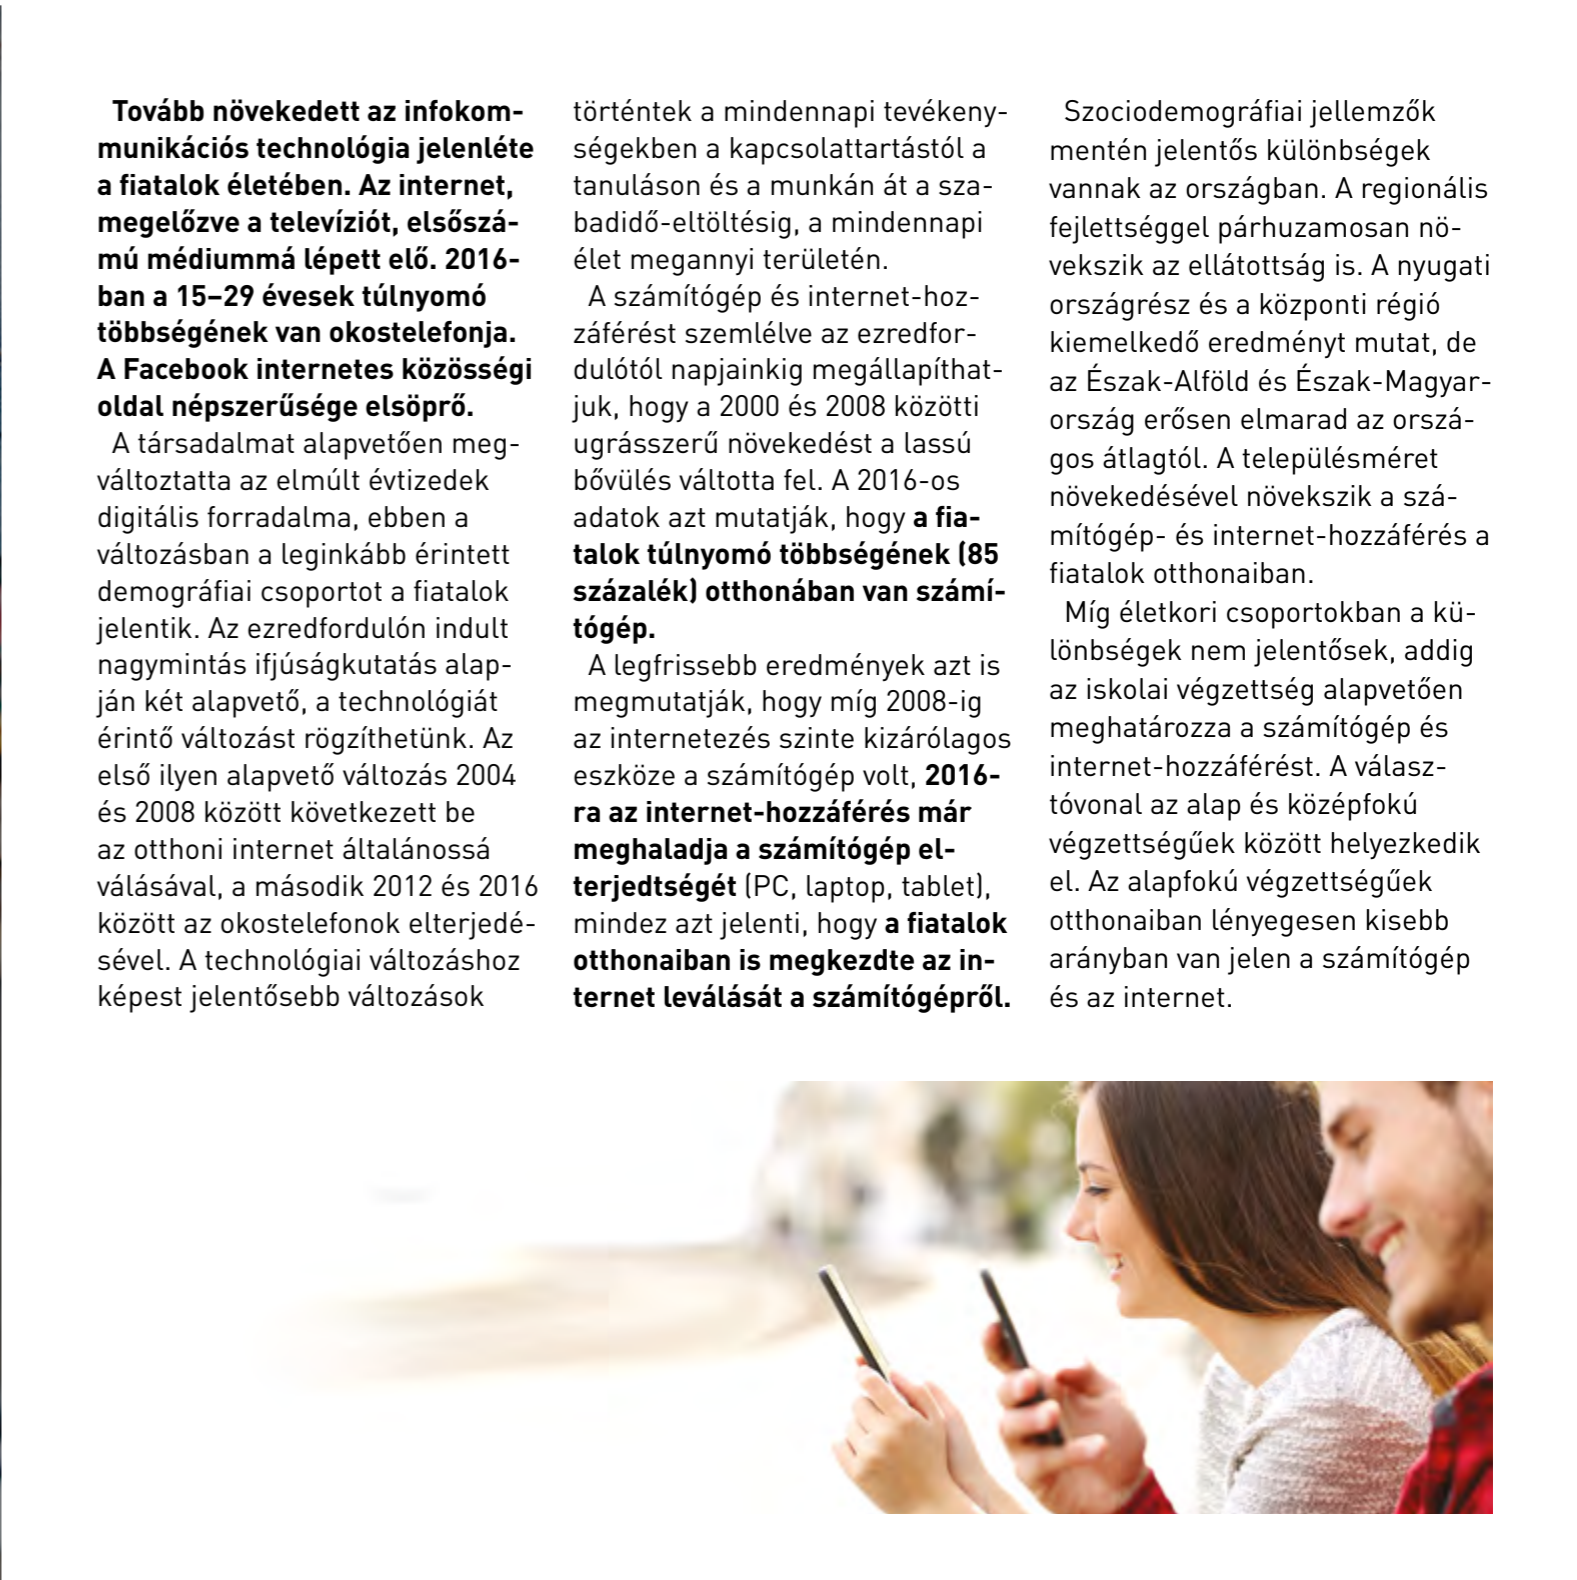 Tovább növekedett az infokom-
munikációs technológia jelenléte
a fiatalok életében. Az internet,
megelőzve a televíziót, elsőszá-
mú médiummá lépett elő. 2016-
ban a 15–29 évesek túlnyomó
többségének van okostelefonja.
A Facebook internetes közösségi
oldal népszerűsége elsöprő.
A társadalmat alapvetően meg-
változtatta az elmúlt évtizedek
digitális forradalma, ebben a
változásban a leginkább érintett
demográfiai csoportot a fiatalok
jelentik. Az ezredfordulón indult
nagymintás ifjúságkutatás alap-
ján két alapvető, a technológiát
érintő változást rögzíthetünk. Az
első ilyen alapvető változás 2004
és 2008 között következett be
az otthoni internet általánossá
válásával, a második 2012 és 2016
között az okostelefonok elterjedé-
sével. A technológiai változáshoz
képest jelentősebb változások
történtek a mindennapi tevékeny-
ségekben a kapcsolattartástól a
tanuláson és a munkán át a sza-
badidő-eltöltésig, a mindennapi
élet megannyi területén.
A számítógép és internet-hoz-
záférést szemlélve az ezredfor-
dulótól napjainkig megállapíthat-
juk, hogy a 2000 és 2008 közötti
ugrásszerű növekedést a lassú
bővülés váltotta fel. A 2016-os
adatok azt mutatják, hogy a fia-
talok túlnyomó többségének (85
százalék) otthonában van számí-
tógép.
A legfrissebb eredmények azt is
megmutatják, hogy míg 2008-ig
az internetezés szinte kizárólagos
eszköze a számítógép volt, 2016-
ra az internet-hozzáférés már
meghaladja a számítógép el-
terjedtségét (PC, laptop, tablet),
mindez azt jelenti, hogy a fiatalok
otthonaiban is megkezdte az in-
ternet leválását a számítógépről.
Szociodemográfiai jellemzők
mentén jelentős különbségek
vannak az országban. A regionális
fejlettséggel párhuzamosan nö-
vekszik az ellátottság is. A nyugati
országrész és a központi régió
kiemelkedő eredményt mutat, de
az Észak-Alföld és Észak-Magyar-
ország erősen elmarad az orszá-
gos átlagtól. A településméret
növekedésével növekszik a szá-
mítógép- és internet-hozzáférés a
fiatalok otthonaiban.
Míg életkori csoportokban a kü-
lönbségek nem jelentősek, addig
az iskolai végzettség alapvetően
meghatározza a számítógép és
internet-hozzáférést. A válasz-
tóvonal az alap és középfokú
végzettségűek között helyezkedik
el. Az alapfokú végzettségűek
otthonaiban lényegesen kisebb
arányban van jelen a számítógép
és az internet.